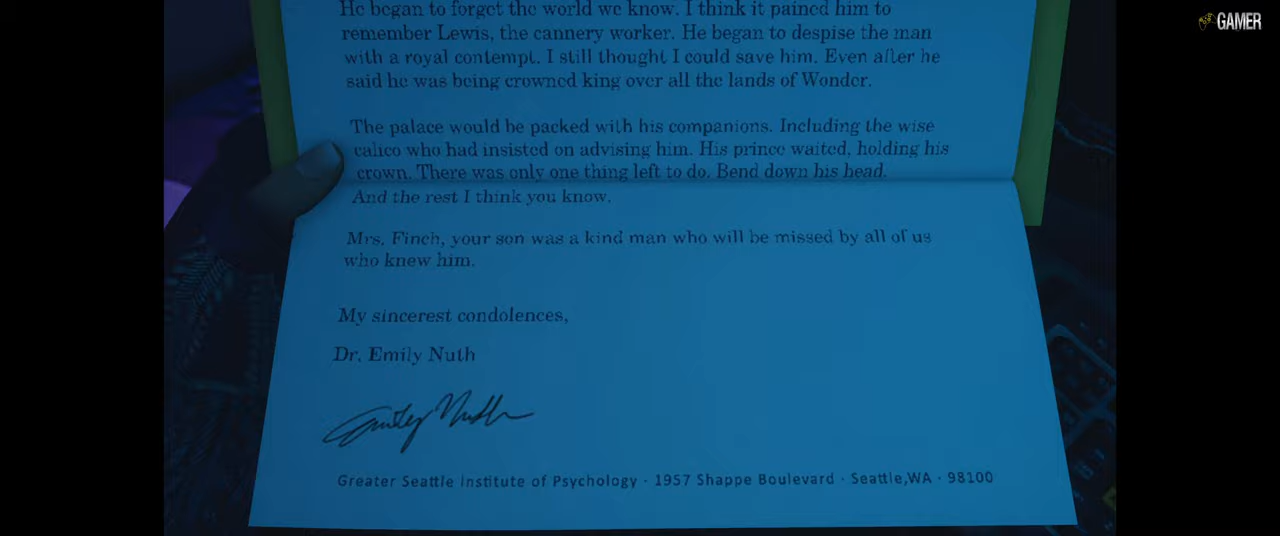 He began to forget the world we know. I think it pained him to
remember Lewis, the cannery worker. He began to despise the man
with a royal contempt. I still thought I could save him. Even after he
said he was being crowned king over all the lands of Wonder.
The palace would be packed with his companions. Including the wise
calico who had insisted on advising him. His prince waited, holding his
crown. There was only one thing left to do. Bend down his head.
And the rest I think you know.
Mrs. Finch, your son was a kind man who will be missed by all of us
who knew him.
My sincerest condolences,
Dr. Emily Nuth
Emily Nuth
Greater Seattle Institute of Psychology · 1957 Shappe Boulevard · Seattle,WA · 98100
GAMER